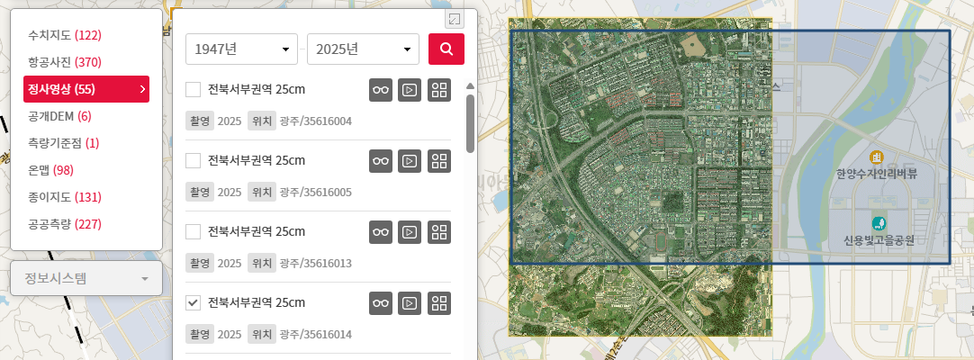 수치지도 (122)
항공사진 (370)
정사영상 (55)
공개DEM (6)
측량기준점 (1)
온맵 (98)
종이지도 (131)
공공측량 (227)
정보시스템
1947년
2025년
전북서부권역 25cm
촬영 2025 위치 광주/35616004
전북서부권역 25cm
촬영 2025 위치 광주/35616005
전북서부권역 25cm
촬영 2025 위치 광주/35616013
전북서부권역 25cm
촬영 2025 위치 광주/35616014
남
스
한양수자인리버뷰
신용빛고을공원
제2순